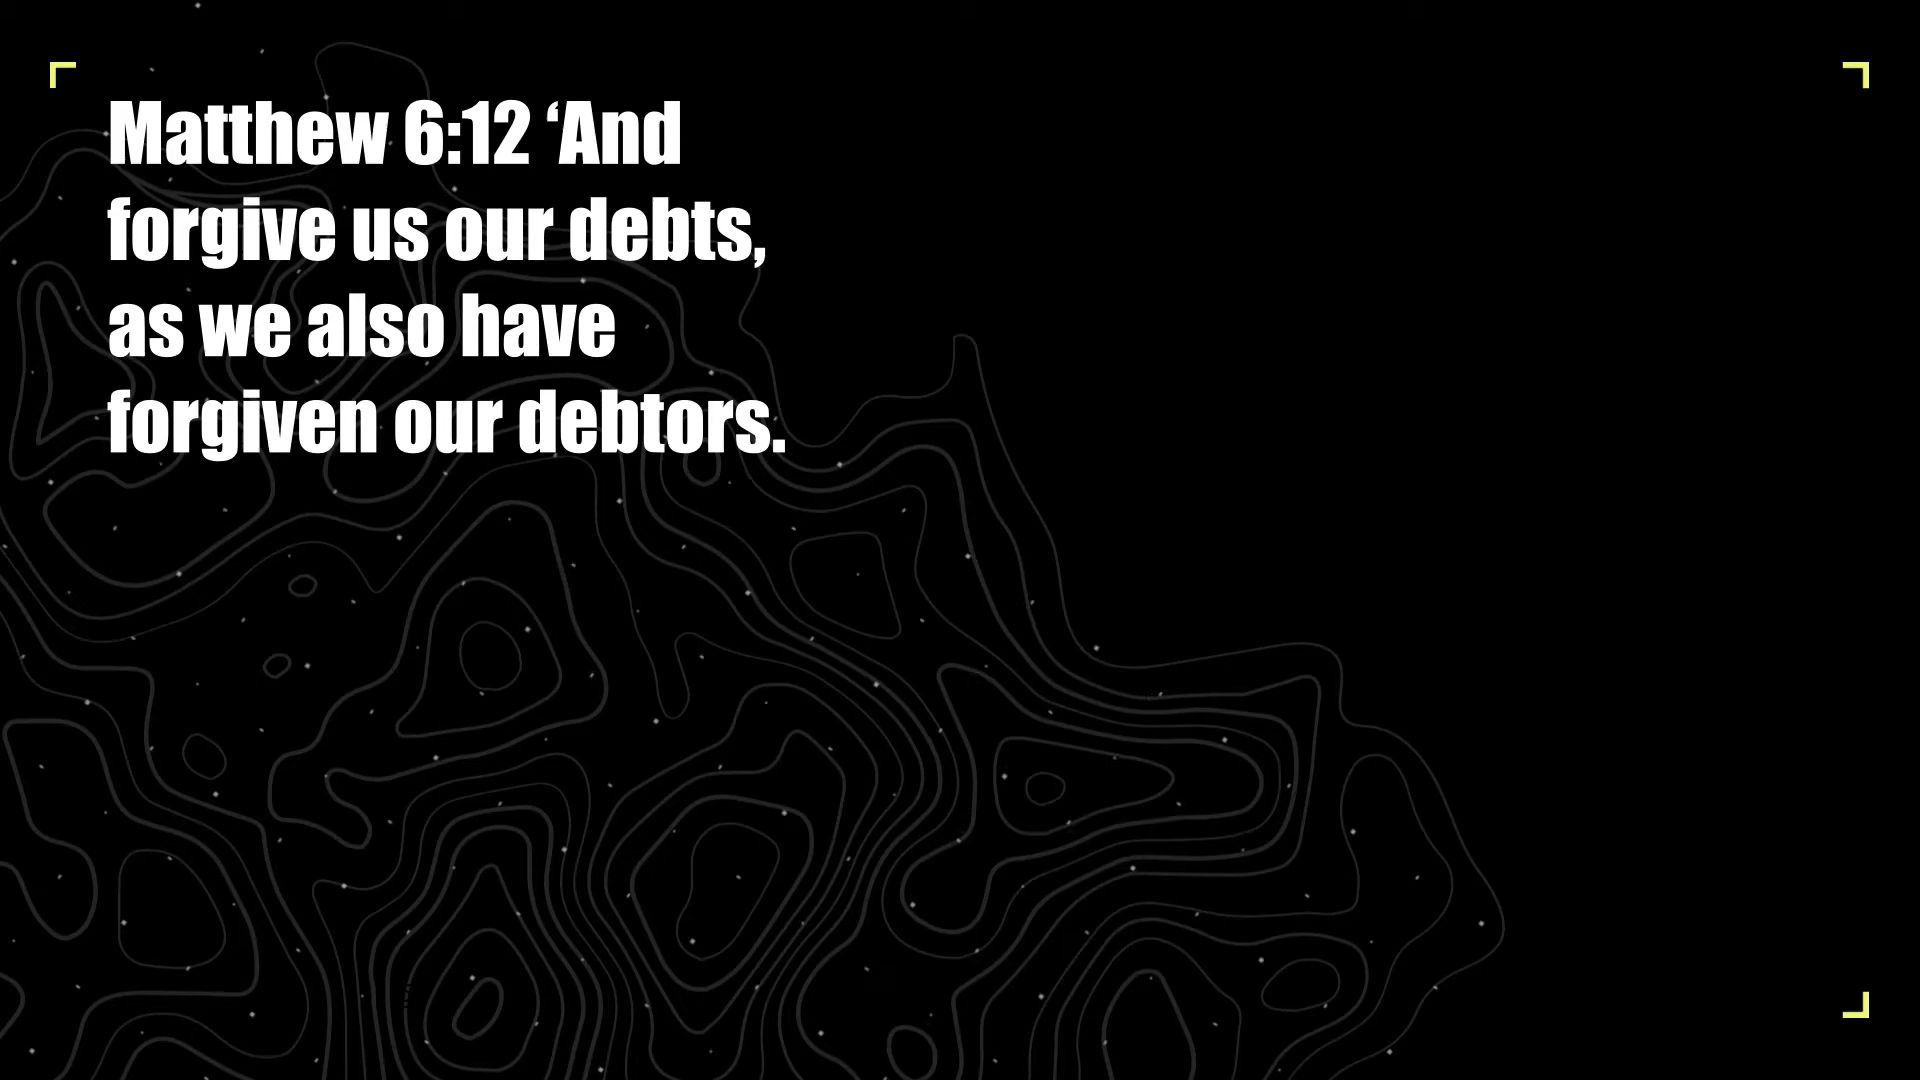 Matthew 6:12 ‘And
forgive us our debts,
as we also have
forgiven our debtors.